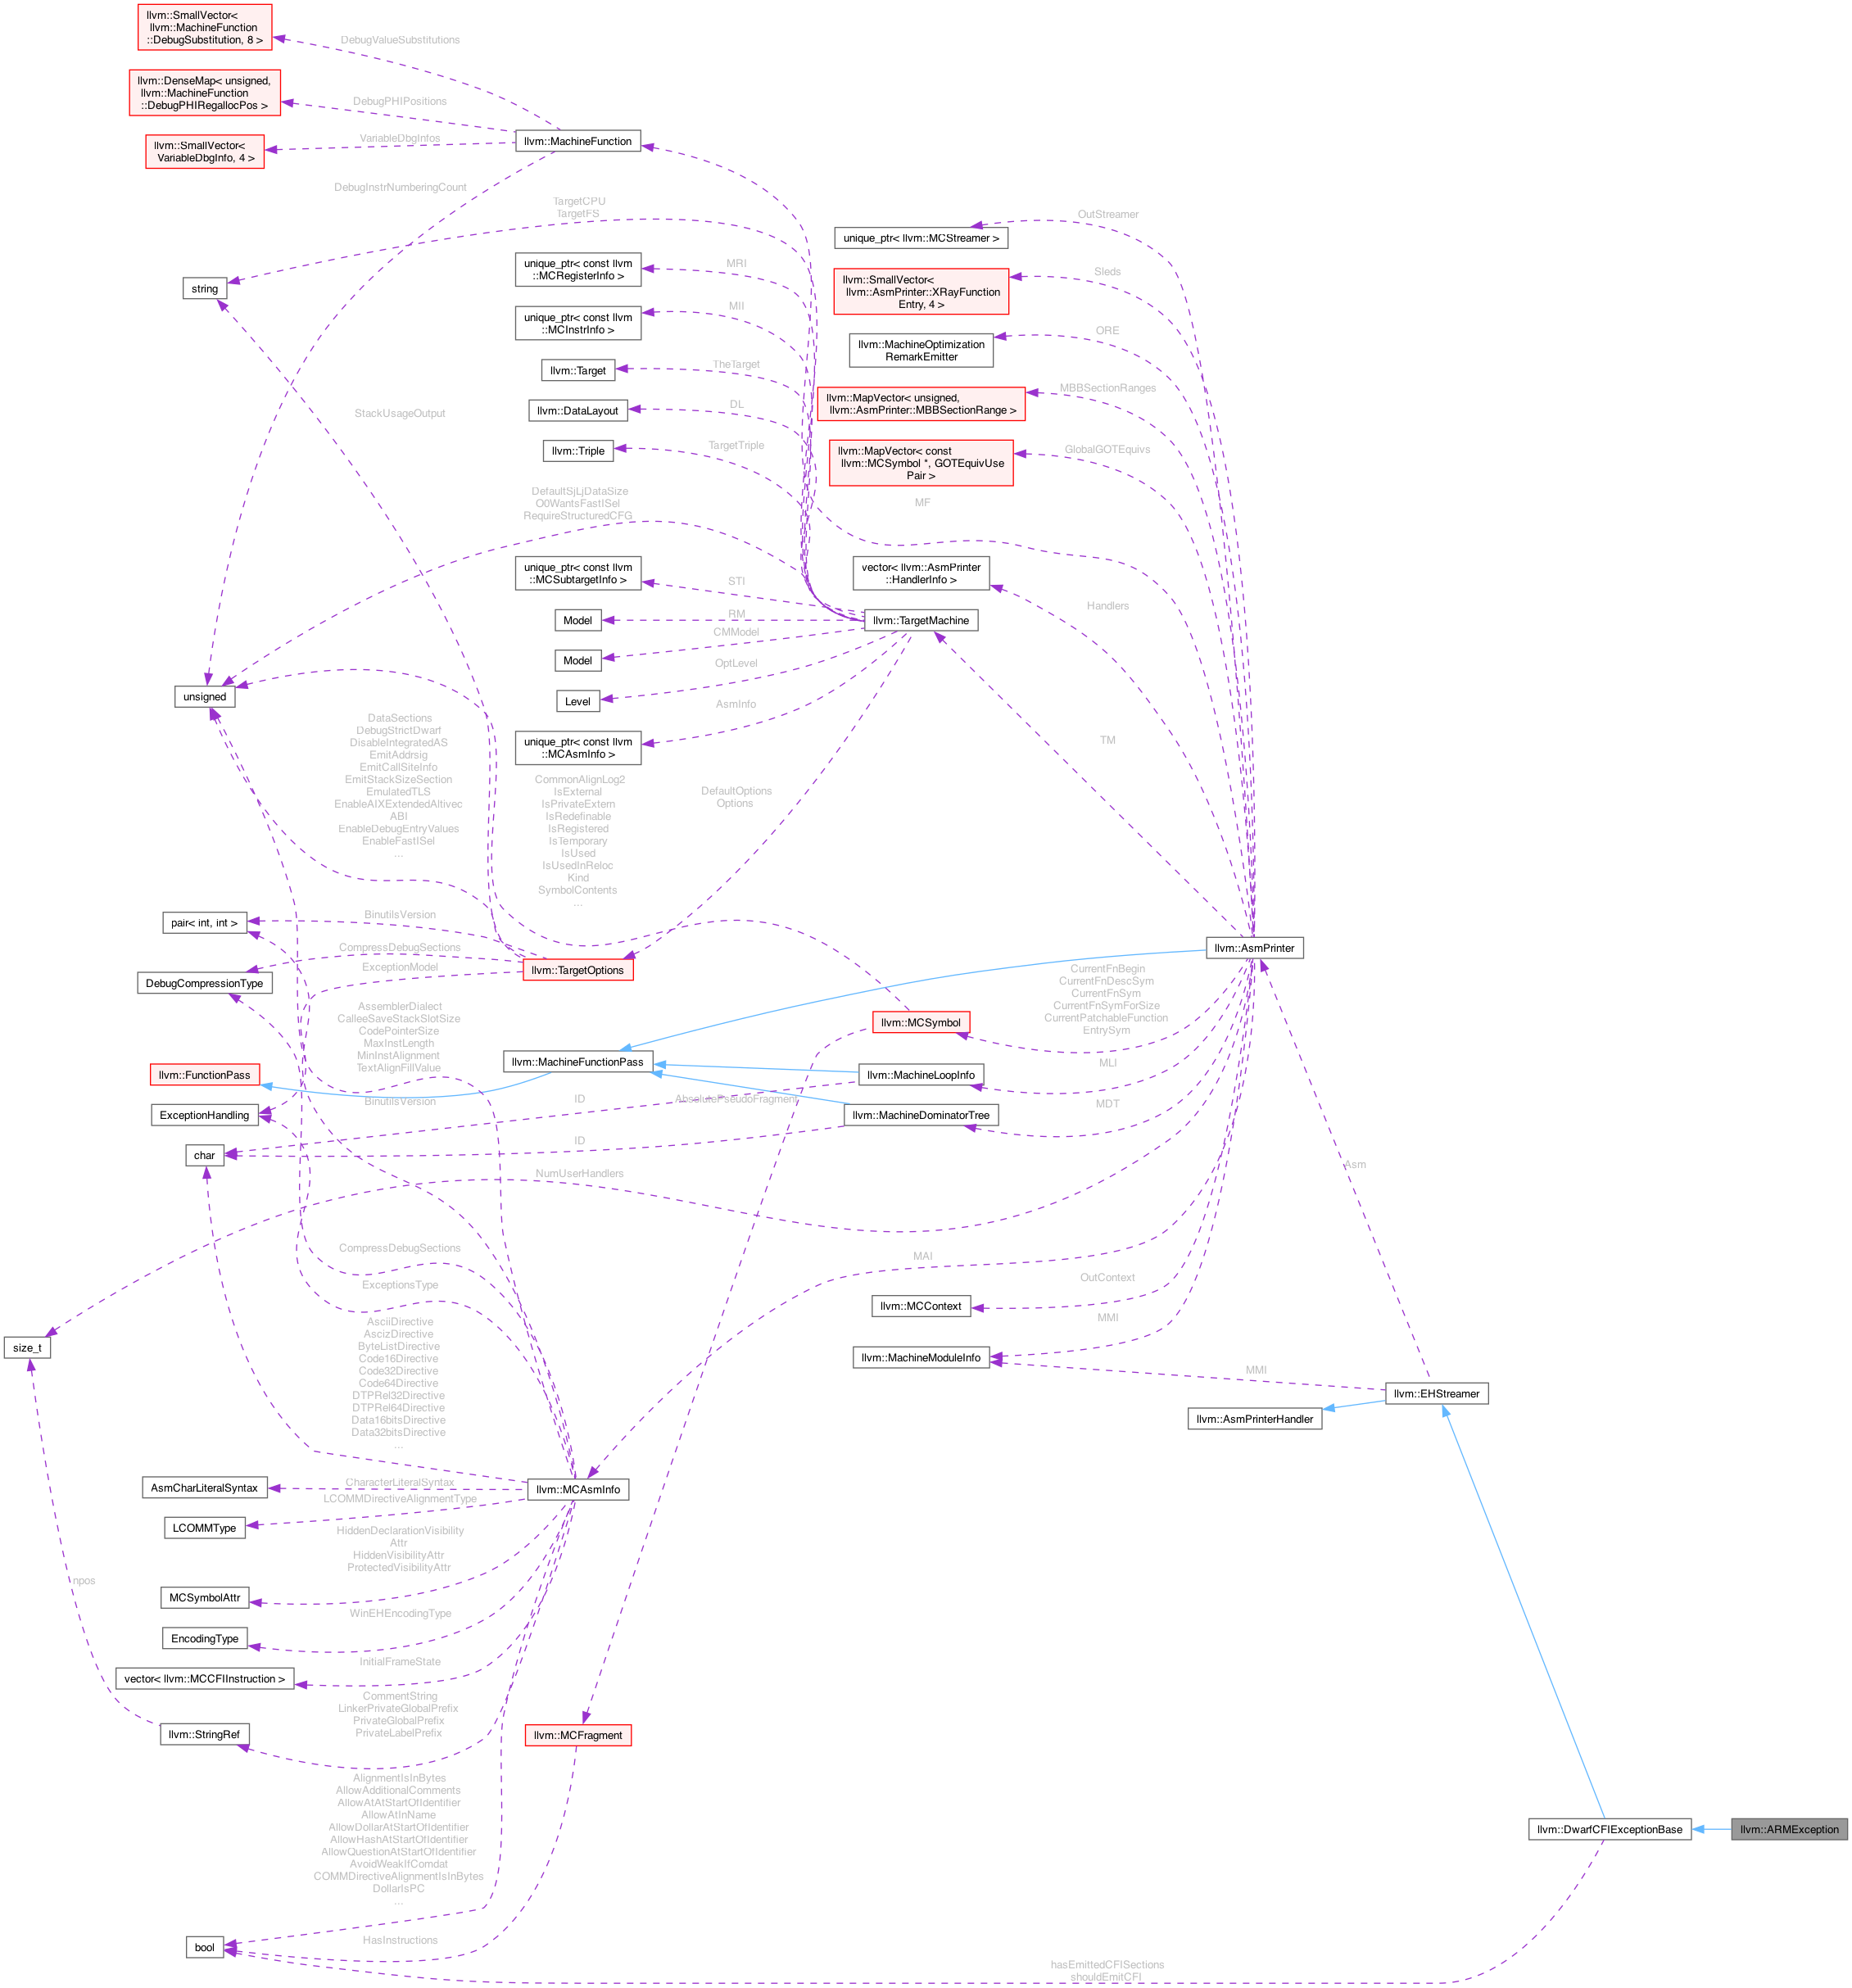 llvm::SmallVector<
llvm::MachineFunction
::DebugSubstitution, 8 >
DebugValueSubstitutions
llvm::DenseMap< unsigned,
llvm::MachineFunction
::DebugPHIRegallocPos >
DebugPHIPositions
llvm::SmallVector<
VariableDbgInfo, 4 >
VariableDbgInfos
llvm::MachineFunction
DebugInstrNumberingCount
TargetCPU
TargetFS
OutStreamer
unique_ptr< llvm::MCStreamer >
string
unique_ptr< const llvm
::MCRegisterInfo >
MRI
llvm::SmallVector<
llvm::AsmPrinter::XRayFunction
Entry, 4 >
Sleds
unique_ptr< const llvm
::MCInstrInfo >
MII
llvm::MachineOptimization
RemarkEmitter
ORE
llvm::Target
TheTarget
llvm::MapVector< unsigned,
llvm::AsmPrinter::MBBSectionRange >
MBBSectionRanges
StackUsageOutput
llvm::DataLayout
DL
llvm::Triple
TargetTriple
llvm::MapVector< const
llvm::MCSymbol *, GOTEquivUse
Pair >
GlobalGOTEquivs
DefaultSjLjDataSize
O0WantsFastISel
RequireStructuredCFG
MF
unique_ptr< const llvm
::MCSubtargetInfo >
STI
vector< llvm::AsmPrinter
::HandlerInfo >
Handlers
Model
RM
llvm::TargetMachine
Model
CMModel
Level
OptLevel
unsigned
unique_ptr< const llvm
::MCAsmInfo >
AsmInfo
TM
DataSections
DebugStrictDwarf
DisableIntegratedAS
EmitAddrsig
EmitCallSiteInfo
EmitStackSizeSection
EmulatedTLS
EnableAIXExtendedAltivec
ABI
EnableDebugEntryValues
EnableFastISel
...
CommonAlignLog2
IsExternal
IsPrivateExtern
IsRedefinable
IsRegistered
IsTemporary
IsUsed
IsUsedInReloc
Kind
SymbolContents
...
DefaultOptions
Options
pair< int, int >
BinutilsVersion
llvm::AsmPrinter
DebugCompressionType
CompressDebugSections
ExceptionModel
llvm::TargetOptions
CurrentFnBegin
CurrentFnDescSym
CurrentFnSym
CurrentFnSymForSize
CurrentPatchableFunction
EntrySym
AssemblerDialect
CalleeSaveStackSlotSize
CodePointerSize
MaxInstLength
MinInstAlignment
TextAlignFillValue
llvm::MCSymbol
llvm::FunctionPass
llvm::MachineFunctionPass
llvm::MachineLoopInfo
MLI
ExceptionHandling
BinutilsVersion
ID
AbsolutePseudoFragment
llvm::MachineDominatorTree
MDT
char
ID
NumUserHandlers
Asm
CompressDebugSections
MAI
ExceptionsType
llvm::MCContext
OutContext
MMI
AsciiDirective
AscizDirective
ByteListDirective
Code16Directive
Code32Directive
Code64Directive
DTPRel32Directive
DTPRel64Directive
Data16bitsDirective
Data32bitsDirective
...
size_t
llvm::MachineModuleInfo
MMI
llvm::EHStreamer
llvm::AsmPrinterHandler
AsmCharLiteralSyntax
CharacterLiteralSyntax
llvm::MCAsmInfo
LCOMMType
LCOMMDirectiveAlignmentType
HiddenDeclarationVisibility
Attr
HiddenVisibilityAttr
ProtectedVisibilityAttr
npos
MCSymbolAttr
EncodingType
WinEHEncodingType
vector< llvm::MCCFIInstruction >
InitialFrameState
llvm::StringRef
CommentString
LinkerPrivateGlobalPrefix
PrivateGlobalPrefix
PrivateLabelPrefix
llvm::MCFragment
AlignmentIsInBytes
AllowAdditionalComments
AllowAtAtStartOfIdentifier
AllowAtInName
AllowDollarAtStartOfIdentifier
AllowHashAtStartOfIdentifier
AllowQuestionAtStartOfIdentifier
AvoidWeakIfComdat
COMMDirectiveAlignmentIsInBytes
DollarIsPC
...
llvm::DwarfCFIExceptionBase
llvm::ARMException
bool
HasInstructions
hasEmittedCFISections
shouldEmitCFI